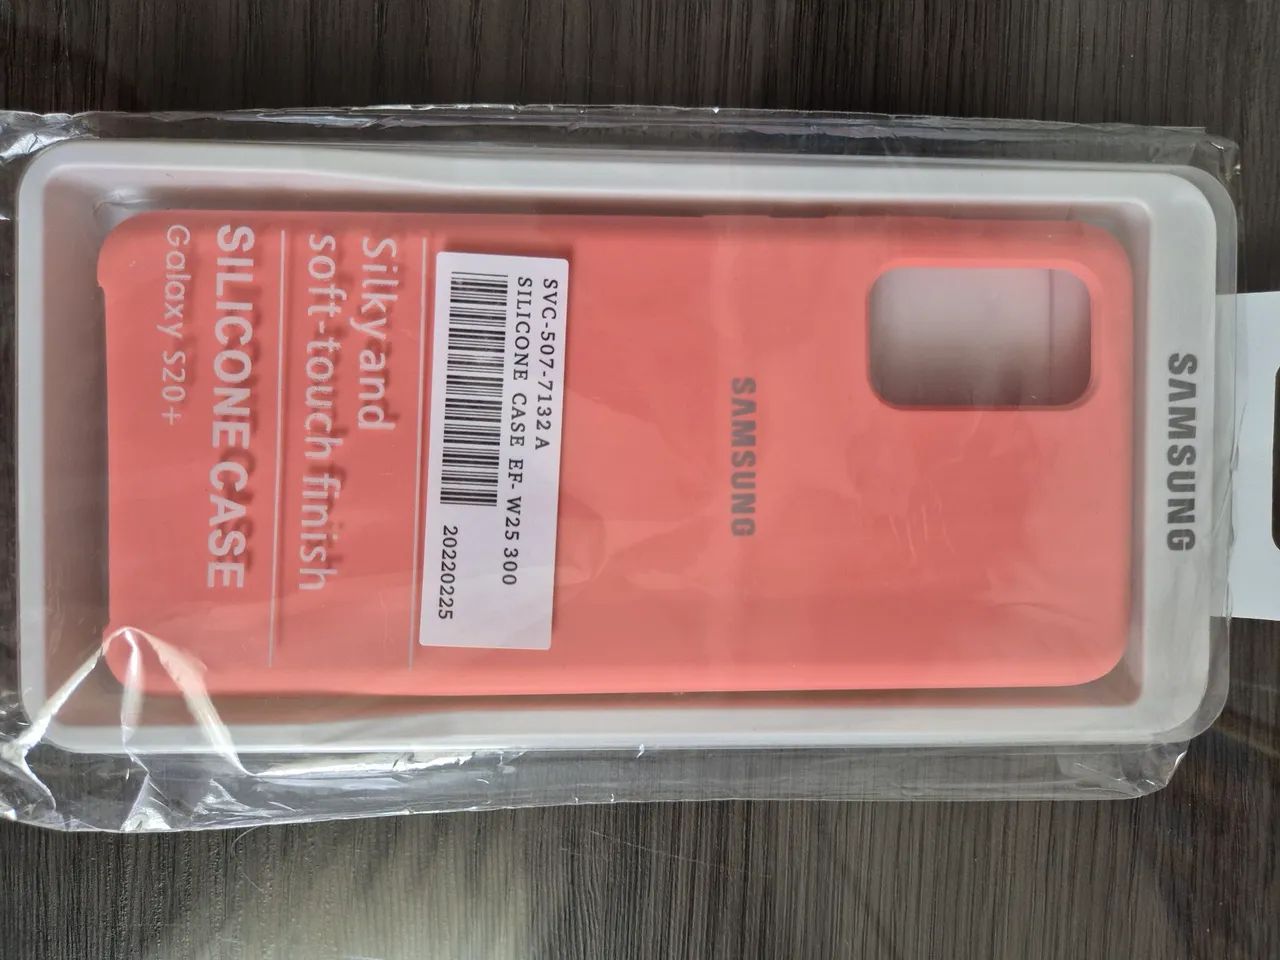 SAMSUNG
SAMSUNG
SVC-507-7132 A
SILICONE CASE EF- W25 300
20220225
Silky and
soft-touch finish
SILICONE CASE
Galaxy S20+